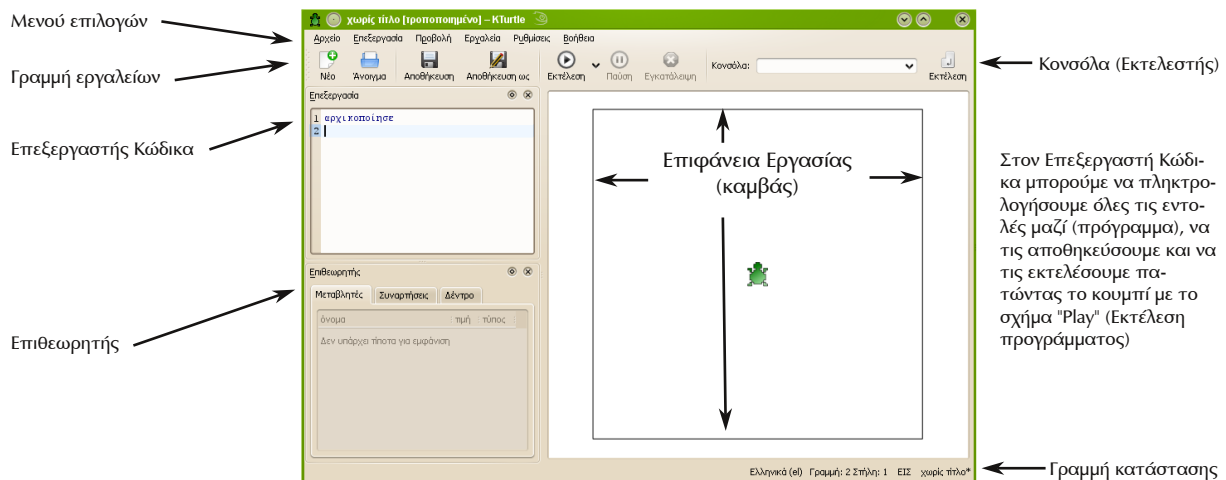 Μενού επιλογών
Γραμμή εργαλείων
Επεξεργαστής Κώδικα
Επιθεωρητής
χωρίς τίτλο [τροποποιημένο] – KTurtle
Αρχείο Επεξεργασία Προβολή Εργαλεία Ρυθμίσεις Βοήθεια
Νέο Άνοιγμα Αποθήκευση Αποθήκευση ως Εκτέλεση Παύση Εγκατάλειψη Κονσόλα: Εκτέλεση
Επεξεργασία
1 αρχικοποίησε
2
Επιθεωρητής
Μεταβλητές Συναρτήσεις Δέντρο
όνομα τιμή τύπος
Δεν υπάρχει τίποτα για εμφάνιση
Επιφάνεια Εργασίας
(καμβάς)
Ελληνικά (el) Γραμμή: 2 Στήλη: 1 ΕΙΣ χωρίς τίτλο*
Κονσόλα (Εκτελεστής)
Στον Επεξεργαστή Κώδι-
κα μπορούμε να πληκτρο-
λογήσουμε όλες τις εντο-
λές μαζί (πρόγραμμα), να
τις αποθηκεύσουμε και να
τις εκτελέσουμε πα-
τώντας το κουμπί με το
σχήμα "Play" (Εκτέλεση
προγράμματος)
Γραμμή κατάστασης